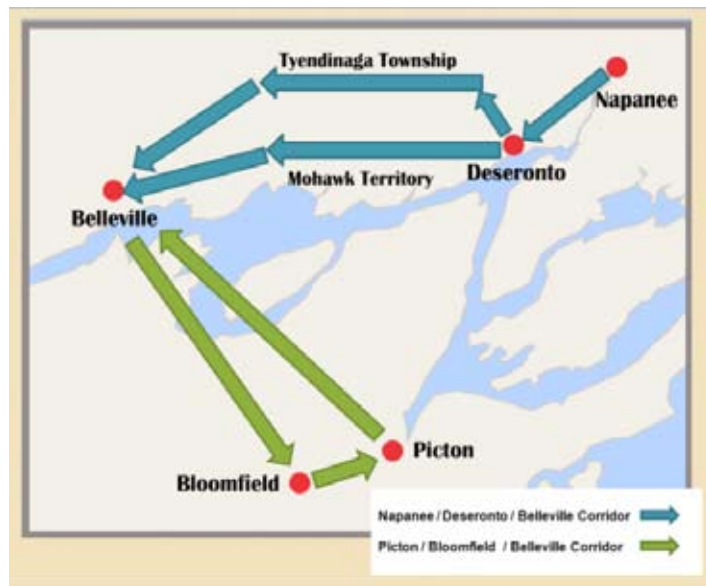 Tyendinaga Township
Napanee
Mohawk Territory
Deseronto
Belleville
Picton
Bloomfield
Napanee / Deseronto / Belleville Corridor
Picton / Bloomfield / Belleville Corridor